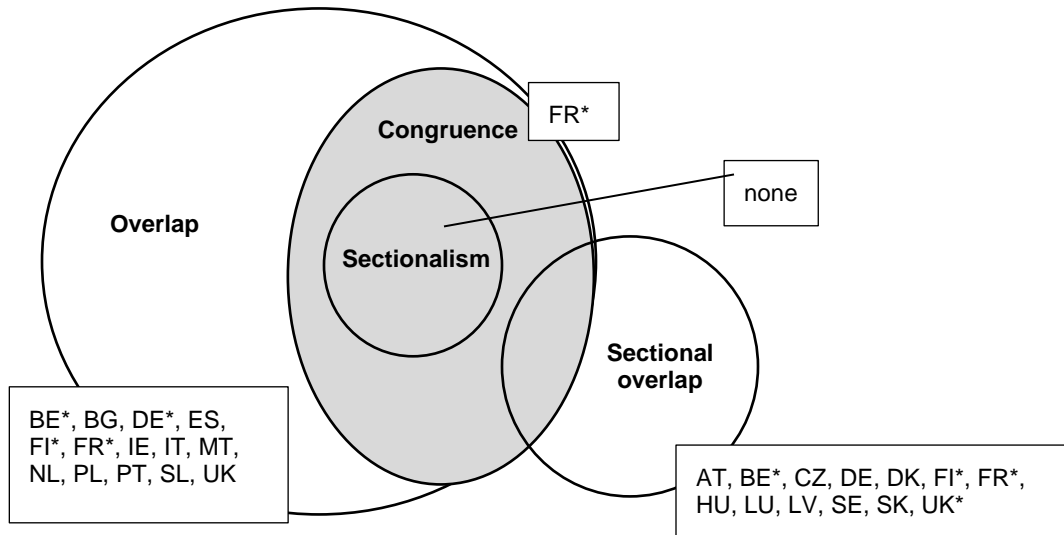 FR*
Congruence
none
Overlap
Sectionalism
Sectional
overlap
BE*, BG, DE*, ES,
FI*, FR*, IE, IT, MT,
NL, PL, PT, SL, UK
AT, BE*, CZ, DE, DK, FI*, FR*,
HU, LU, LV, SE, SK, UK*